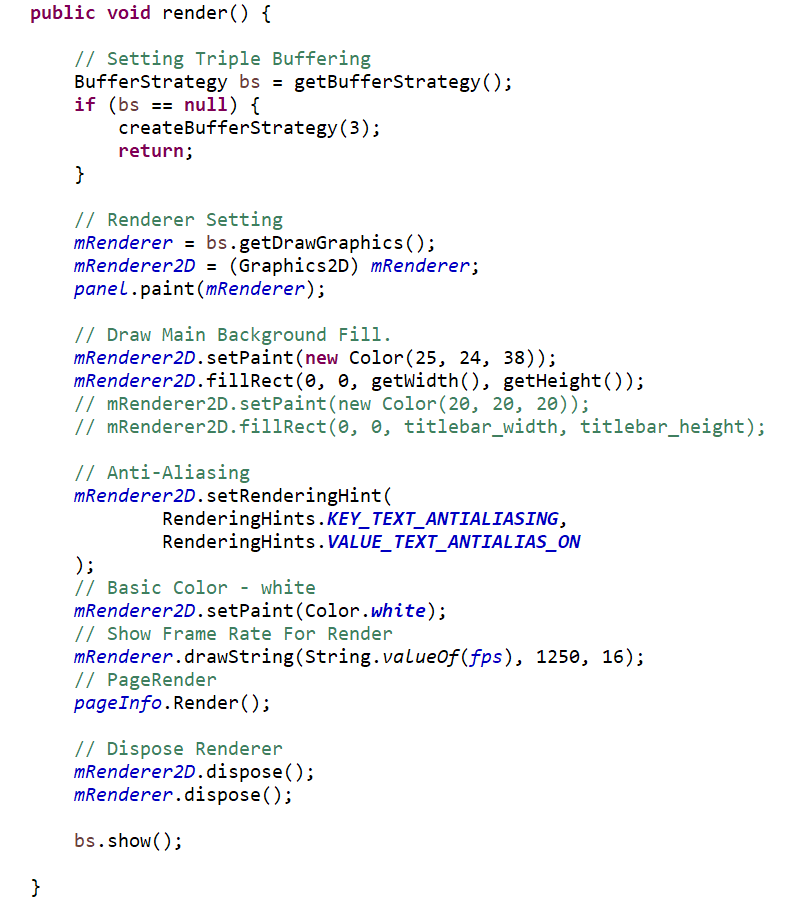 public void render() {
// Setting Triple Buffering
BufferStrategy bs = getBufferStrategy();
if (bs == null) {
createBufferStrategy(3);
return;
}
// Renderer Setting
mRenderer = bs.getDrawGraphics();
mRenderer2D = (Graphics2D) mRenderer;
panel.paint(mRenderer);
// Draw Main Background Fill.
mRenderer2D.setPaint(new Color(25, 24, 38));
mRenderer2D.fillRect(0, 0, getWidth(), getHeight());
// mRenderer2D.setPaint(new Color(20, 20, 20));
// mRenderer2D.fillRect(0, 0, titlebar_width, titlebar_height);
// Anti-Aliasing
mRenderer2D.setRenderingHint(
RenderingHints.KEY_TEXT_ANTIALIASING,
RenderingHints.VALUE_TEXT_ANTIALIAS_ON
);
// Basic Color - white
mRenderer2D.setPaint(Color.white);
// Show Frame Rate For Render
mRenderer.drawString(String.valueOf(fps), 1250, 16);
// PageRender
pageInfo.Render();
// Dispose Renderer
mRenderer2D.dispose();
mRenderer.dispose();
bs.show();
}